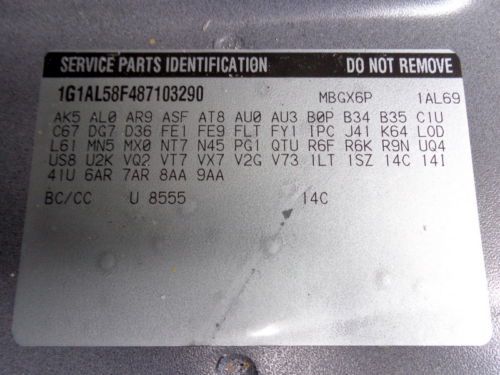 SERVICE PARTS IDENTIFICATION DO NOT REMOVE
1G1AL58F487103290 MBGX6P 1AL69
AK5 AL0 AR9 ASF AT8 AU0 AU3 B0P B34 B35 C1U
C67 DG7 D36 FE1 FE9 FLT FY1 IPC J41 K64 LOD
L61 MN5 MX0 NT7 N45 PG1 QTU R6F R6K R9N UQ4
US8 U2K VQ2 VT7 VX7 V2G V73 1LT 1SZ 14C 14I
41U 6AR 7AR 8AA 9AA
BC/CC U 8555 14C